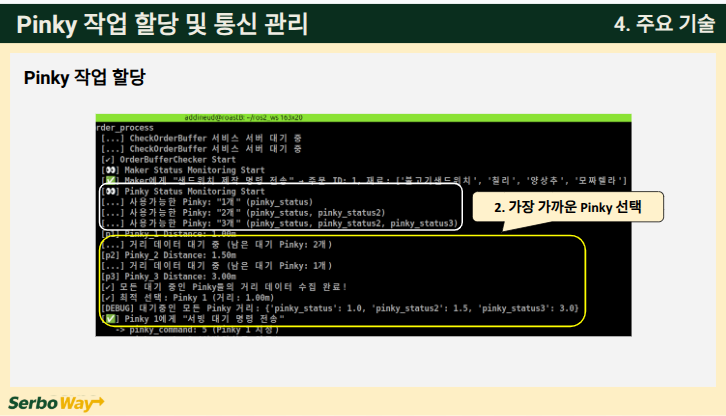 Pinky 작업 할당 및 통신 관리
4. 주요 기술
Pinky 작업 할당
addineud@roastb: ~/ros2_ws 163x20
rder_process
[...] CheckOrderBuffer 서비스 서버 대기 중
[...] CheckOrderBuffer 서비스 서버 대기 중
[✓] OrderBufferChecker Start
[👀] Maker Status Monitoring Start
[✅] Maker에게 "샌드위치 제작 명령 전송" → 주문 ID: 1, 재료: ['불고기샌드위치', '칠리', '양상추', '모짜렐라']
[👀] Pinky Status Monitoring Start
[...] 사용가능한 Pinky: "1개" (pinky_status)
[...] 사용가능한 Pinky: "2개" (pinky_status, pinky_status2)
[...] 사용가능한 Pinky: "3개" (pinky_status, pinky_status2, pinky_status3)
[p1] Pinky_1 Distance: 1.00m
[...] 거리 데이터 대기 중 (남은 대기 Pinky: 2개)
[p2] Pinky_2 Distance: 1.50m
[...] 거리 데이터 대기 중 (남은 대기 Pinky: 1개)
[p3] Pinky_3 Distance: 3.00m
[✓] 모든 대기 중인 Pinky들의 거리 데이터 수집 완료!
[✓] 최적 선택: Pinky 1 (거리: 1.00m)
[DEBUG] 대기중인 모든 Pinky 거리: {'pinky_status': 1.0, 'pinky_status2': 1.5, 'pinky_status3': 3.0}
[✅] Pinky 1에게 "서빙 대기 명령 전송"
-> pinky_command: 5 (Pinky 1 지정)
2. 가장 가까운 Pinky 선택
Serbo Way